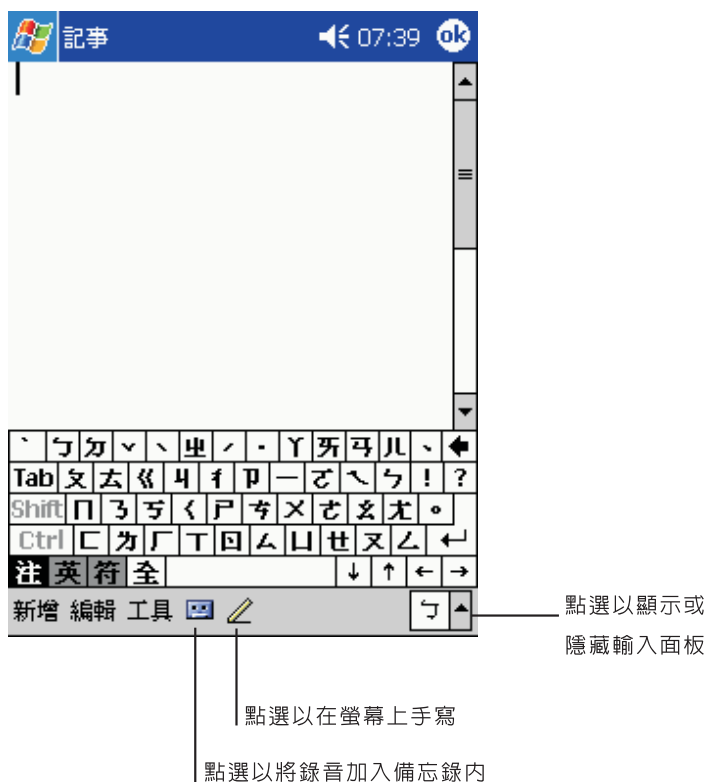 記事 07:39 ok
ˋ ㄅ ㄉ ˇ ˋ ㄓ ˊ ˙ ㄚ ㄞ ㄢ ㄦ 、
Tab ㄆ ㄊ ㄍ ㄐ ㄔ ㄗ ㄧ ㄛ ㄟ ㄣ ! ?
Shift ㄇ ㄋ ㄎ ㄑ ㄕ ㄘ ㄨ ㄜ ㄠ ㄤ 。
Ctrl ㄈ ㄌ ㄏ ㄒ ㄖ ㄙ ㄩ ㄝ ㄡ ㄥ ↵
注 英 符 全 ↓ ↑ ← →
新增 編輯 工具 ㄅ
點選以顯示或
隱藏輸入面板
點選以在螢幕上手寫
點選以將錄音加入備忘錄內